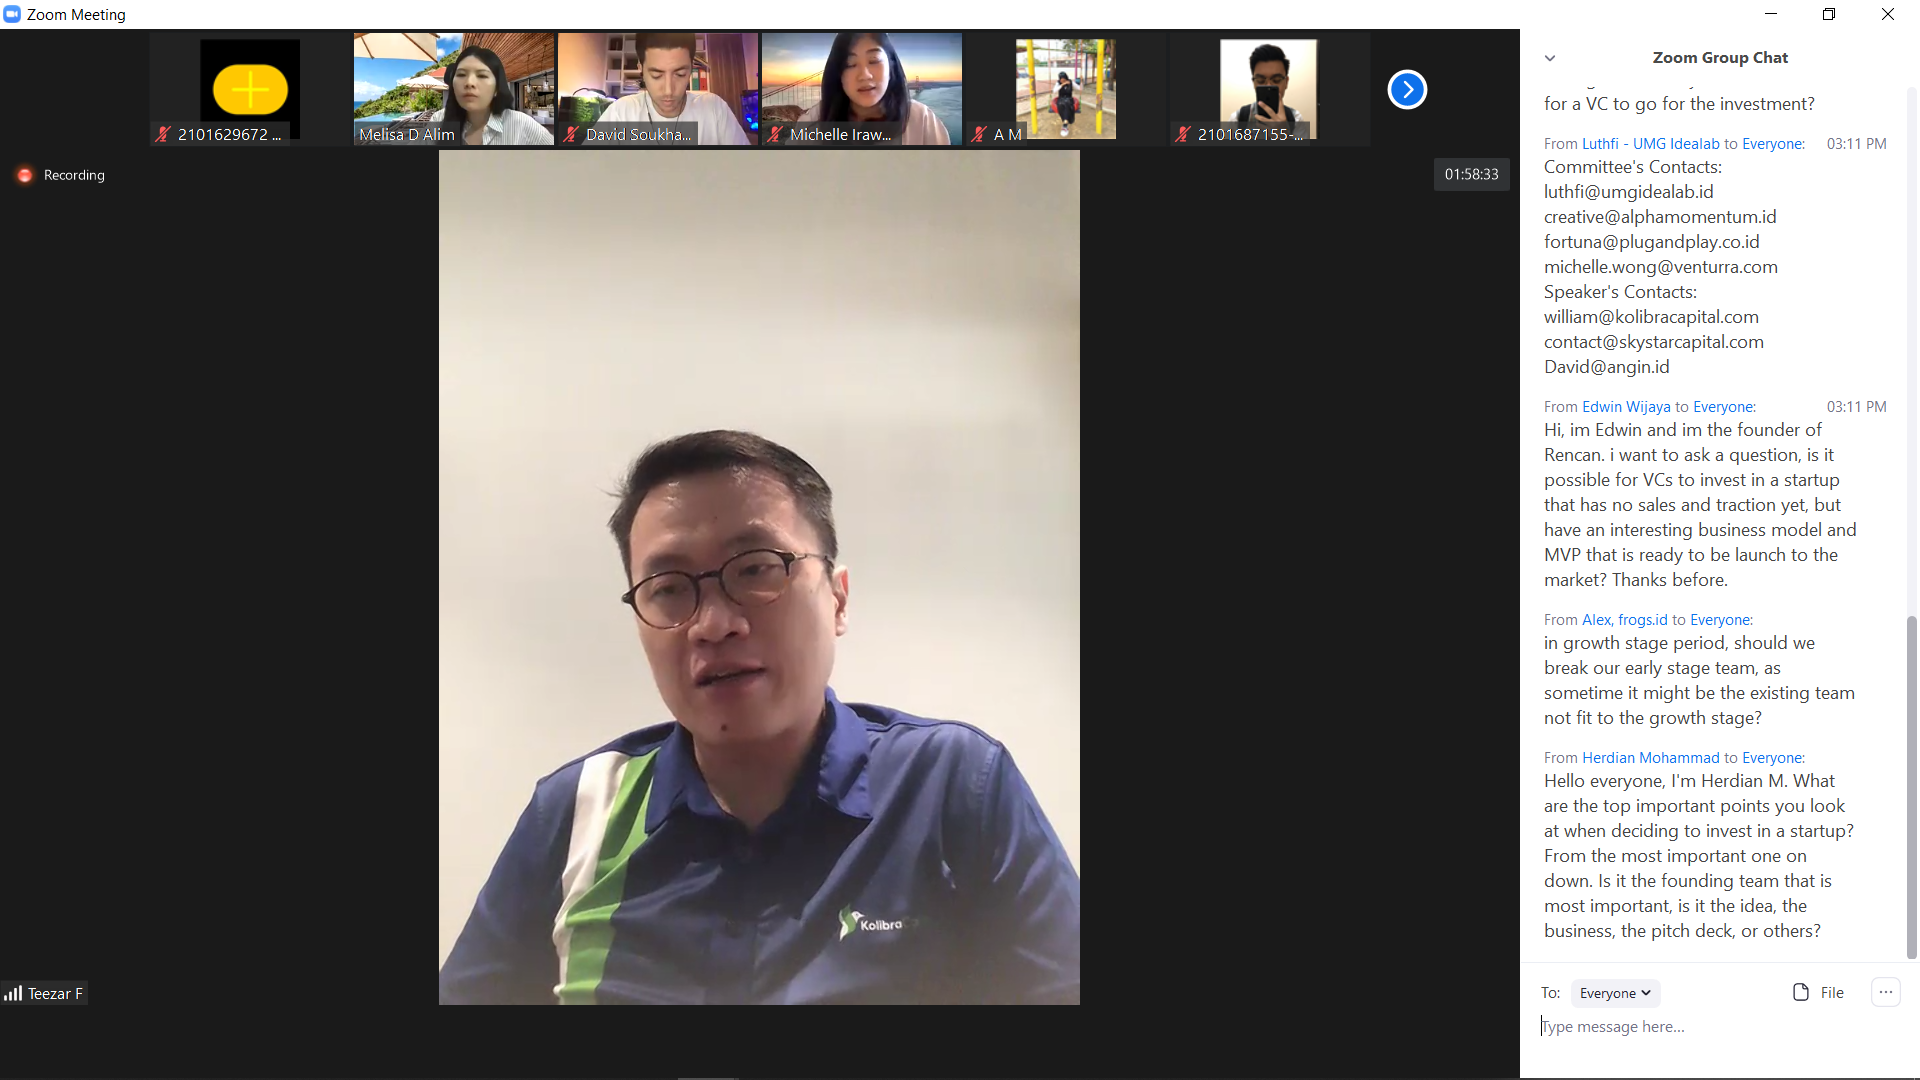 Zoom Meeting
2101629672 ...
Melisa D Alim
David Soukha...
Michelle Iraw...
A M
2101687155-...
Recording
01:58:33
Kolibra
Teezar F
Zoom Group Chat
for a VC to go for the investment?
From Luthfi - UMG Idealab to Everyone: 03:11 PM
Committee's Contacts:
luthfi@umgidealab.id
creative@alphamomentum.id
fortuna@plugandplay.co.id
michelle.wong@venturra.com
Speaker's Contacts:
william@kolibracapital.com
contact@skystarcapital.com
David@angin.id
From Edwin Wijaya to Everyone: 03:11 PM
Hi, im Edwin and im the founder of
Rencan. i want to ask a question, is it
possible for VCs to invest in a startup
that has no sales and traction yet, but
have an interesting business model and
MVP that is ready to be launch to the
market? Thanks before.
From Alex, frogs.id to Everyone:
in growth stage period, should we
break our early stage team, as
sometime it might be the existing team
not fit to the growth stage?
From Herdian Mohammad to Everyone:
Hello everyone, I'm Herdian M. What
are the top important points you look
at when deciding to invest in a startup?
From the most important one on
down. Is it the founding team that is
most important, is it the idea, the
business, the pitch deck, or others?
To: Everyone File ...
Type message here...